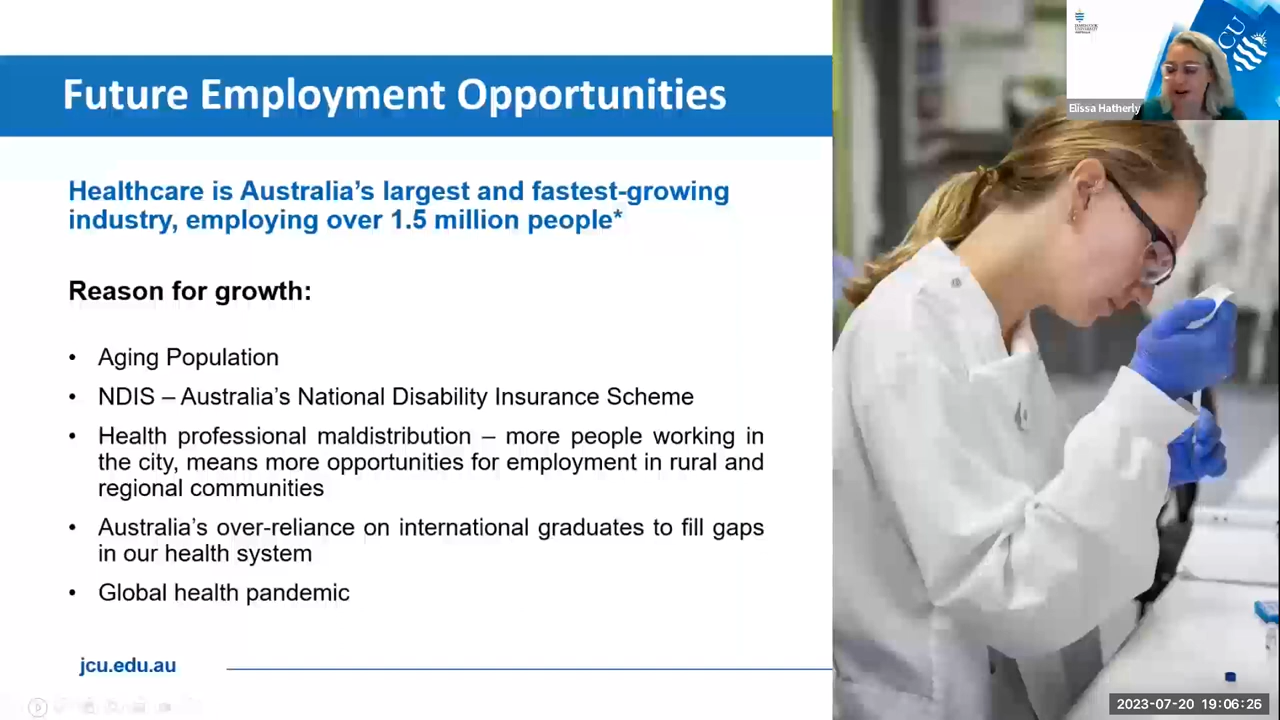 Future Employment Opportunities
Healthcare is Australia's largest and fastest-growing
industry, employing over 1.5 million people*
Reason for growth:
• Aging Population
• NDIS – Australia's National Disability Insurance Scheme
• Health professional maldistribution – more people working in
the city, means more opportunities for employment in rural and
regional communities
• Australia's over-reliance on international graduates to fill gaps
in our health system
• Global health pandemic
jcu.edu.au
JCU
Elissa Hatherly
2023-07-20 19:06:26